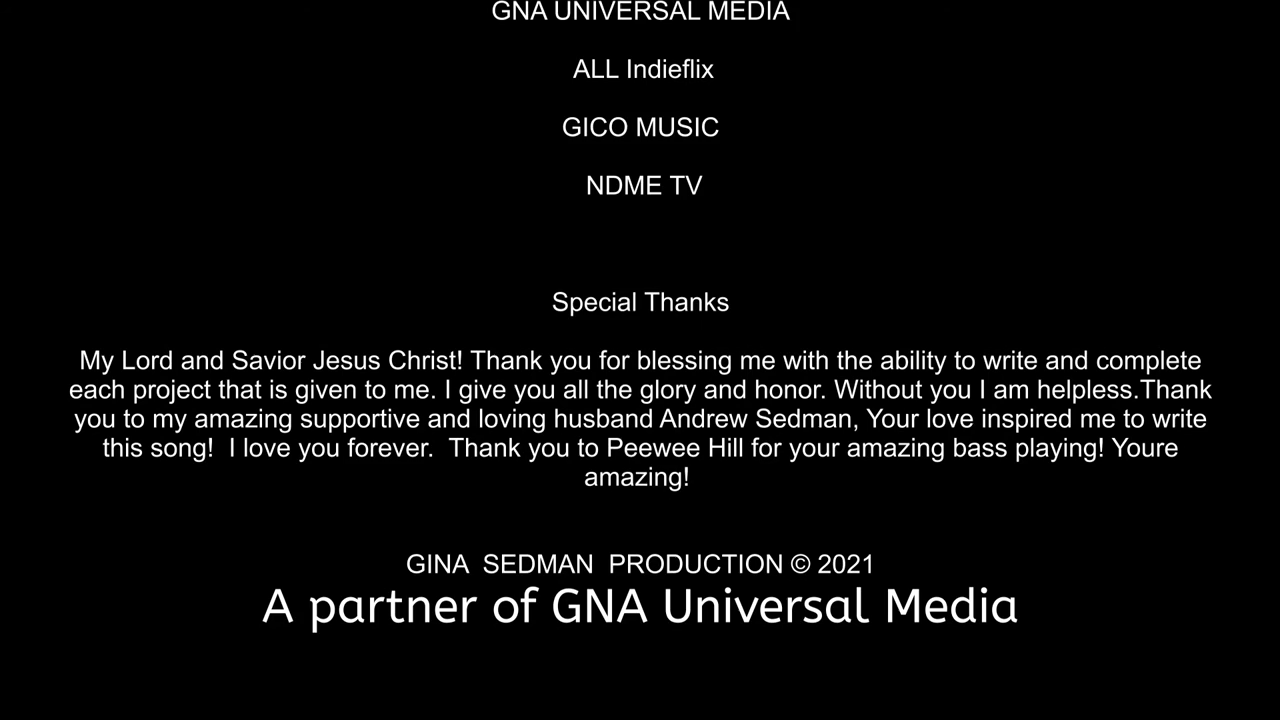 GNA UNIVERSAL MEDIA
ALL Indieflix
GICO MUSIC
NDME TV
Special Thanks
My Lord and Savior Jesus Christ! Thank you for blessing me with the ability to write and complete
each project that is given to me. I give you all the glory and honor. Without you I am helpless.Thank
you to my amazing supportive and loving husband Andrew Sedman, Your love inspired me to write
this song!  I love you forever.  Thank you to Peewee Hill for your amazing bass playing! Youre
amazing!
GINA  SEDMAN  PRODUCTION © 2021
A partner of GNA Universal Media